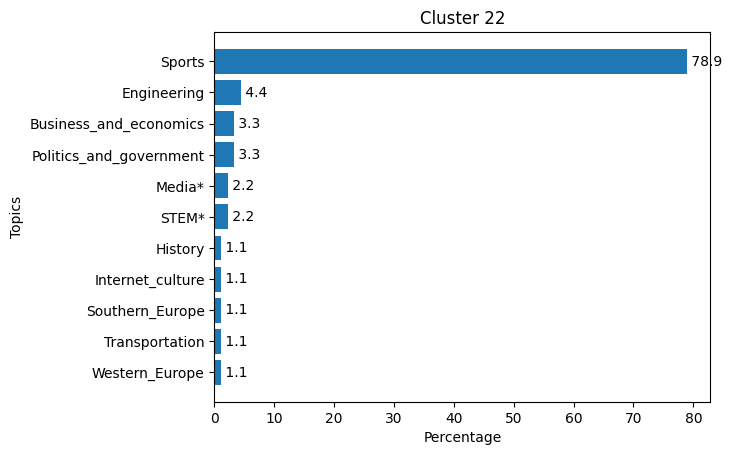 Cluster 22
Sports 78.9
Engineering 4.4
Business_and_economics 3.3
Politics_and_government 3.3
Media* 2.2
STEM* 2.2
History 1.1
Internet_culture 1.1
Southern_Europe 1.1
Transportation 1.1
Western_Europe 1.1
Topics
0 10 20 30 40 50 60 70 80
Percentage